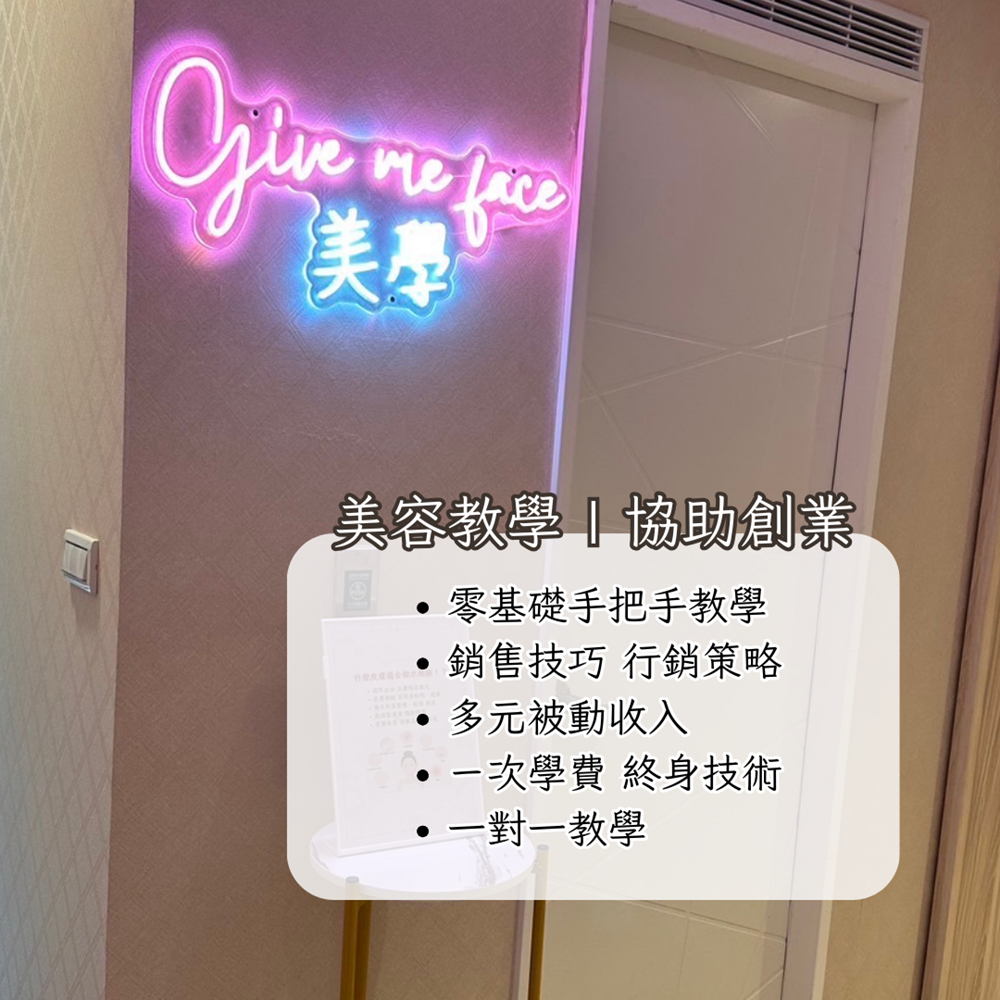 Give me face
美學
美容教學 | 協助創業
• 零基礎手把手教學
• 銷售技巧 行銷策略
• 多元被動收入
• 一次學費 終身技術
• 一對一教學